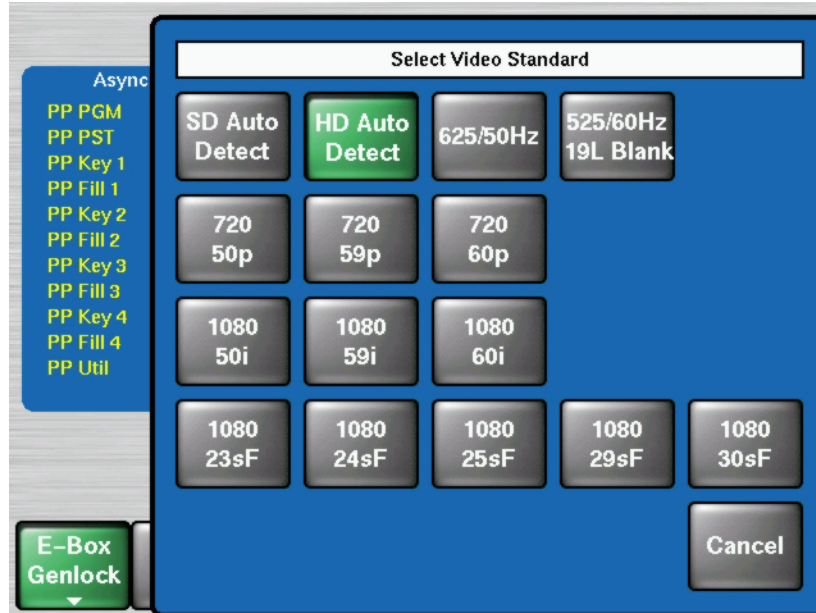 Select Video Standard
Async
PP PGM
PP PST
PP Key 1
PP Fill 1
PP Key 2
PP Fill 2
PP Key 3
PP Fill 3
PP Key 4
PP Fill 4
PP Util
SD Auto
Detect
HD Auto
Detect
625/50Hz
525/60Hz
19L Blank
720
50p
720
59p
720
60p
1080
50i
1080
59i
1080
60i
1080
23sF
1080
24sF
1080
25sF
1080
29sF
1080
30sF
E-Box
Genlock
Cancel